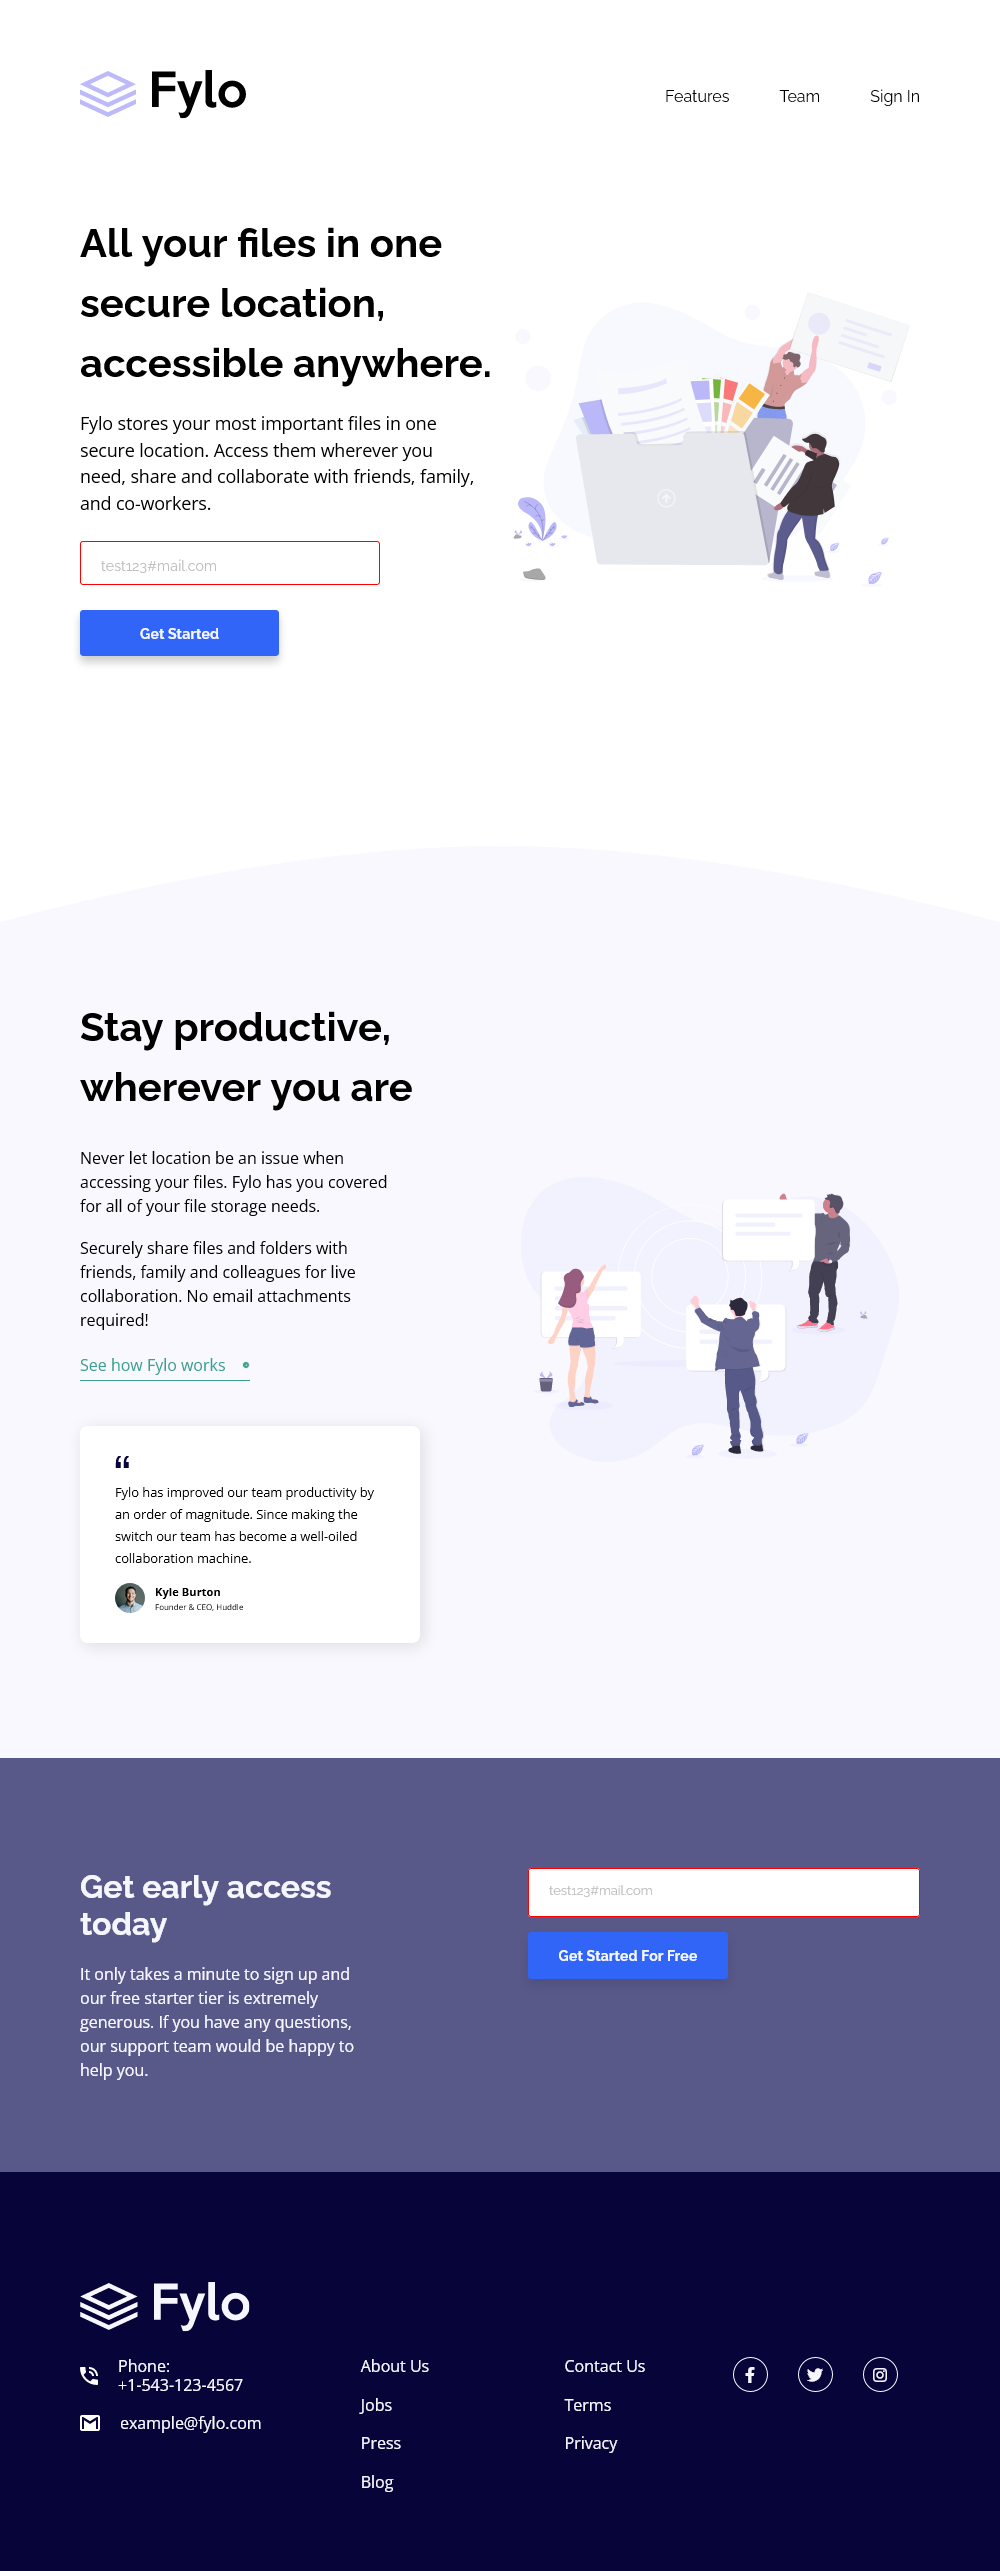 Fylo
Features
Team
Sign In
All your files in one
secure location,
accessible anywhere.
Fylo stores your most important files in one
secure location. Access them wherever you
need, share and collaborate with friends, family,
and co-workers.
test123#mail.com
Get Started
Stay productive,
wherever you are
Never let location be an issue when
accessing your files. Fylo has you covered
for all of your file storage needs.
Securely share files and folders with
friends, family and colleagues for live
collaboration. No email attachments
required!
See how Fylo works
“
Fylo has improved our team productivity by
an order of magnitude. Since making the
switch our team has become a well-oiled
collaboration machine.
Kyle Burton
Founder & CEO, Huddle
Get early access
today
It only takes a minute to sign up and
our free starter tier is extremely
generous. If you have any questions,
our support team would be happy to
help you.
test123#mail.com
Get Started For Free
Fylo
Phone:
+1-543-123-4567
example@fylo.com
About Us
Jobs
Press
Blog
Contact Us
Terms
Privacy